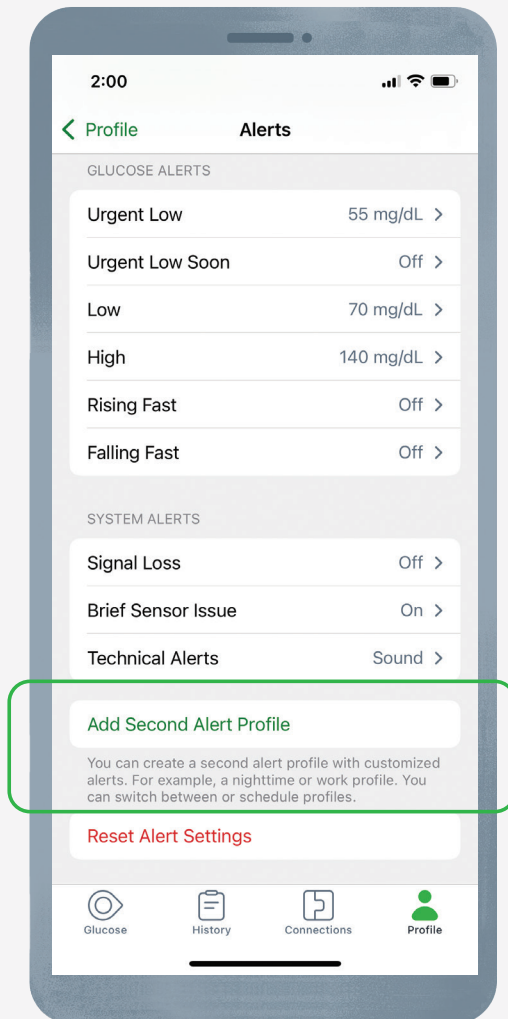 2:00
Profile
Alerts
GLUCOSE ALERTS
Urgent Low 55 mg/dL
Urgent Low Soon Off
Low 70 mg/dL
High 140 mg/dL
Rising Fast Off
Falling Fast Off
SYSTEM ALERTS
Signal Loss Off
Brief Sensor Issue On
Technical Alerts Sound
Add Second Alert Profile
You can create a second alert profile with customized
alerts. For example, a nighttime or work profile. You
can switch between or schedule profiles.
Reset Alert Settings
Glucose History Connections Profile